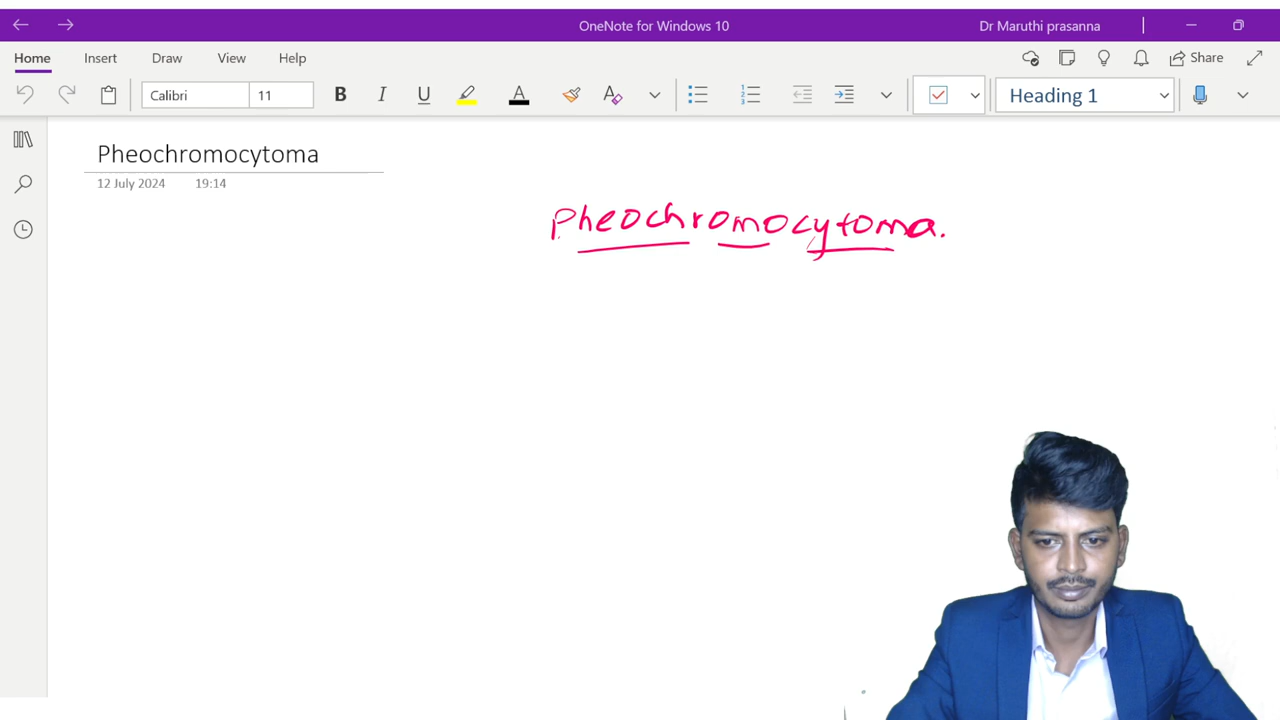 OneNote for Windows 10
Dr Maruthi prasanna
Home Insert Draw View Help
Share
Calibri 11 B I U A A Heading 1
Pheochromocytoma
12 July 2024 19:14
Pheochromocytoma.